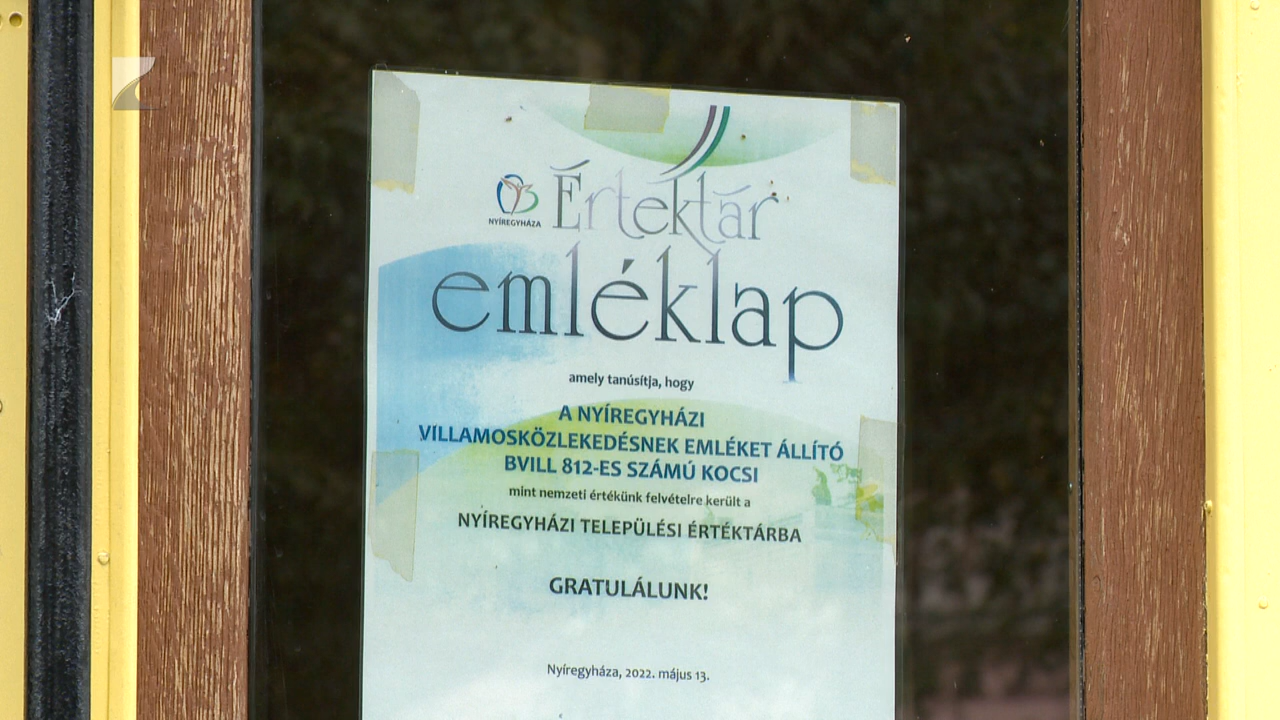 Értéktár
NYÍREGYHÁZA
emléklap
amely tanúsítja, hogy
A NYÍREGYHÁZI
VILLAMOSKÖZLEKEDÉSNEK EMLÉKET ÁLLÍTÓ
BVILL 812-ES SZÁMÚ KOCSI
mint nemzeti értékünk felvételre került a
NYÍREGYHÁZI TELEPÜLÉSI ÉRTÉKTÁRBA
GRATULÁLUNK!
Nyíregyháza, 2022. május 13.